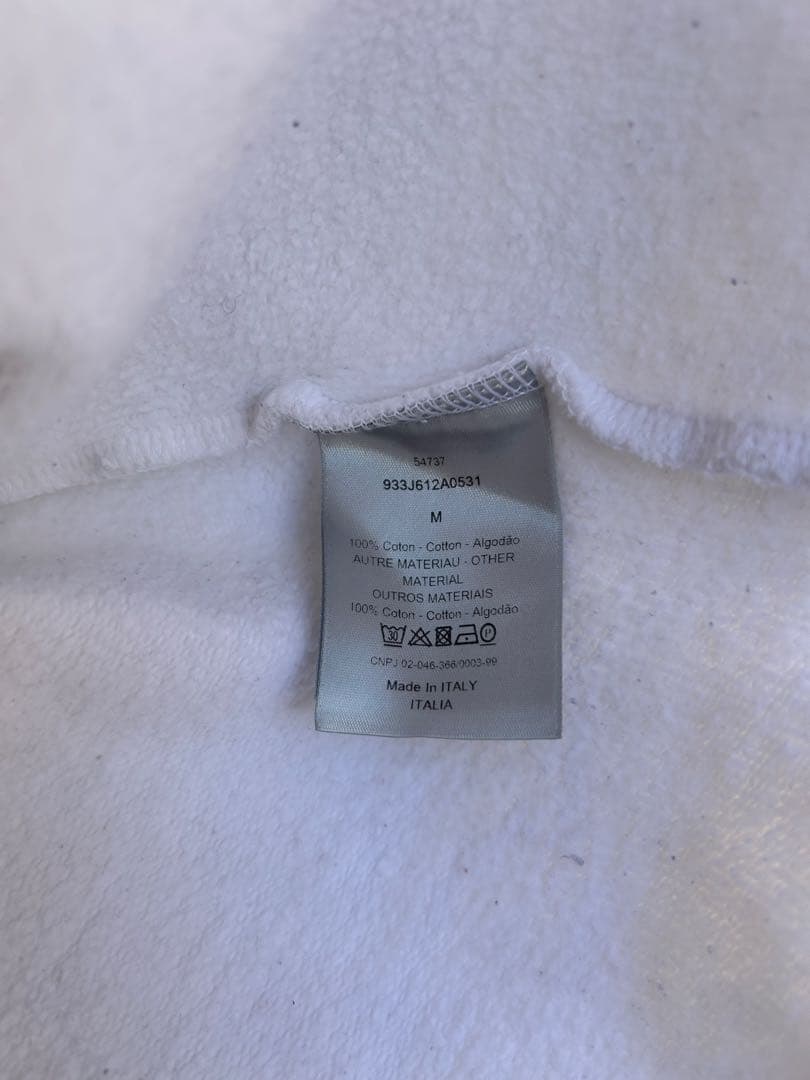 54737
933J612A0531
M
100% Coton - Cotton - Algodão
AUTRE MATERIAU - OTHER
MATERIAL
OUTROS MATERIAIS
100% Coton - Cotton - Algodão
30 P
CNPJ 02-046-366/0003-99
Made In ITALY
ITALIA